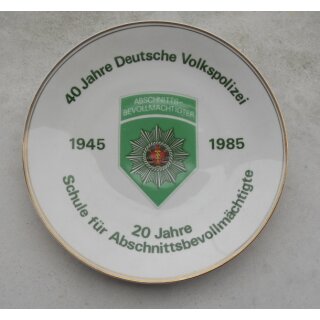 40 Jahre Deutsche Volkspolizei
ABSCHNITTS-
BEVOLLMÄCHTIGTER
1945 1985
20 Jahre
Schule für Abschnittsbevollmächtigte